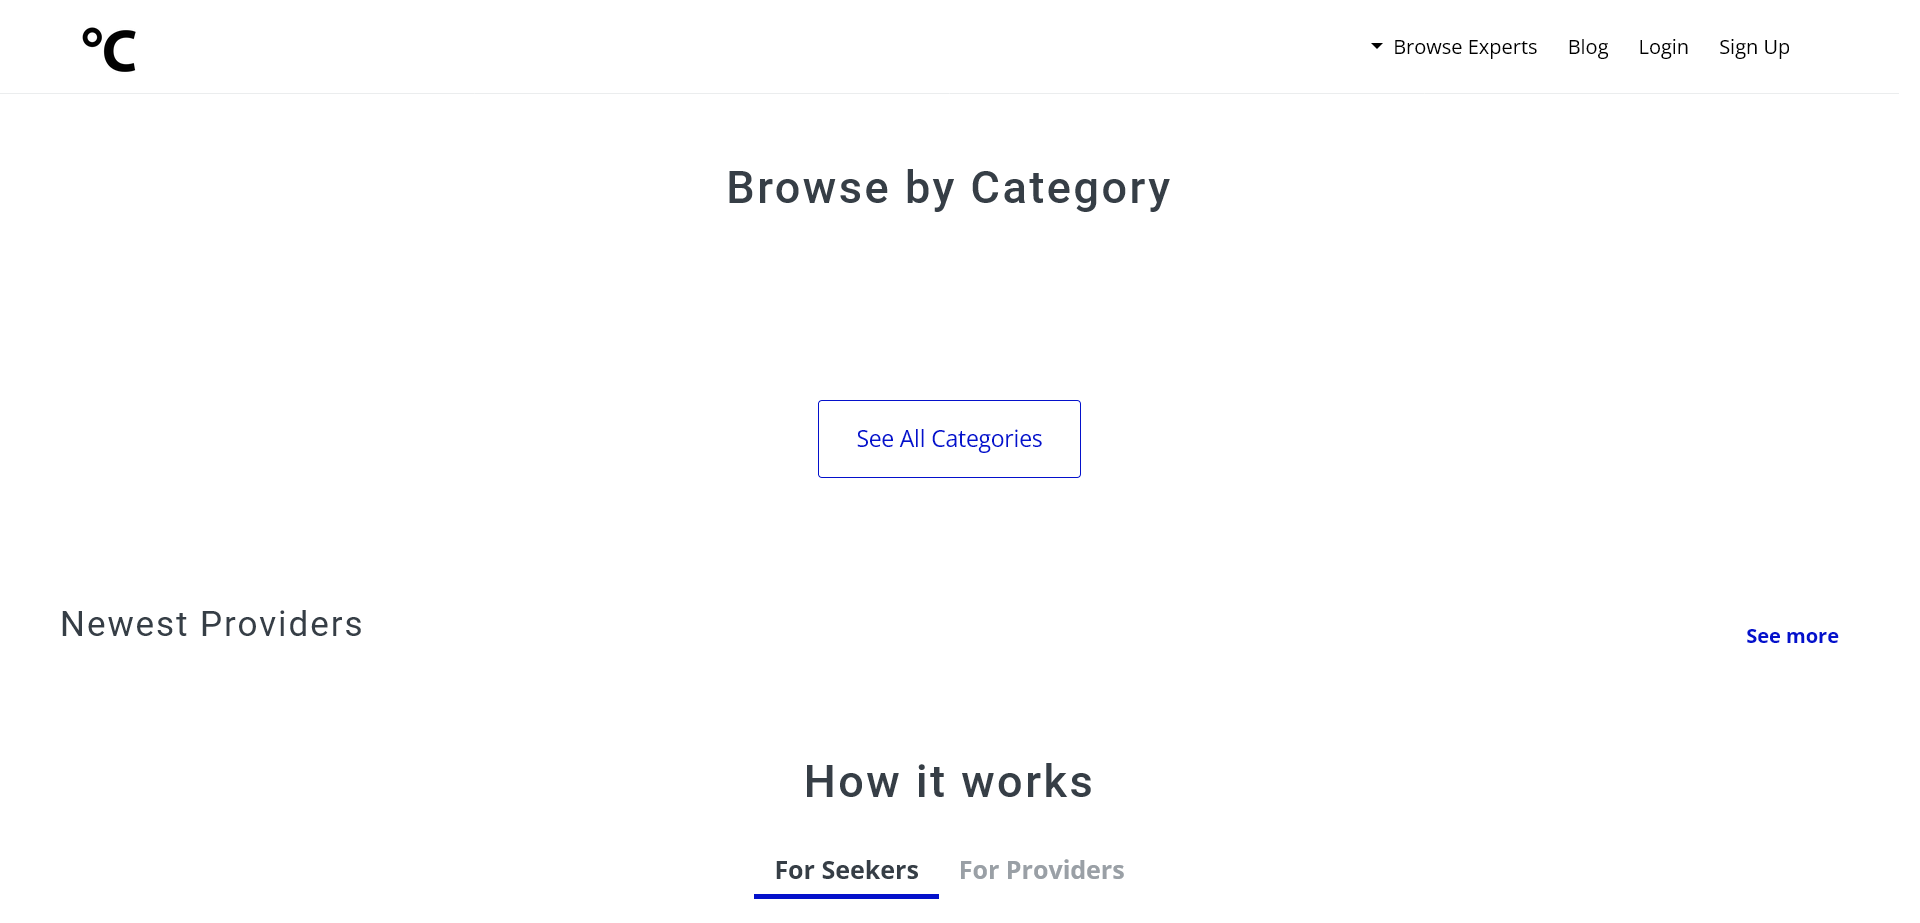 °C
Browse Experts Blog Login Sign Up
Browse by Category
See All Categories
Newest Providers
See more
How it works
For Seekers For Providers